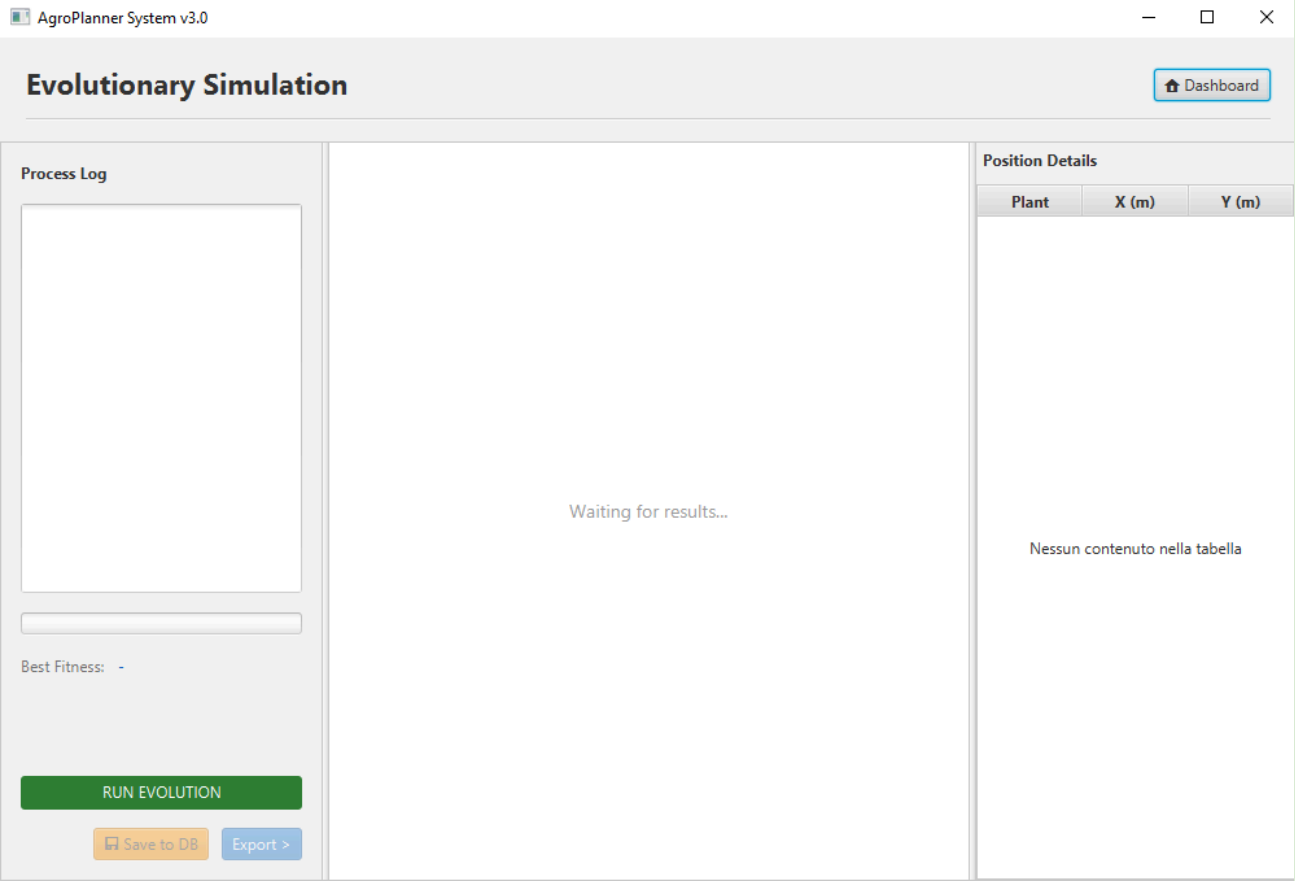 AgroPlanner System v3.0
Evolutionary Simulation
Dashboard
Process Log
Best Fitness: -
RUN EVOLUTION
Save to DB
Export >
Waiting for results...
Position Details
Plant X (m) Y (m)
Nessun contenuto nella tabella